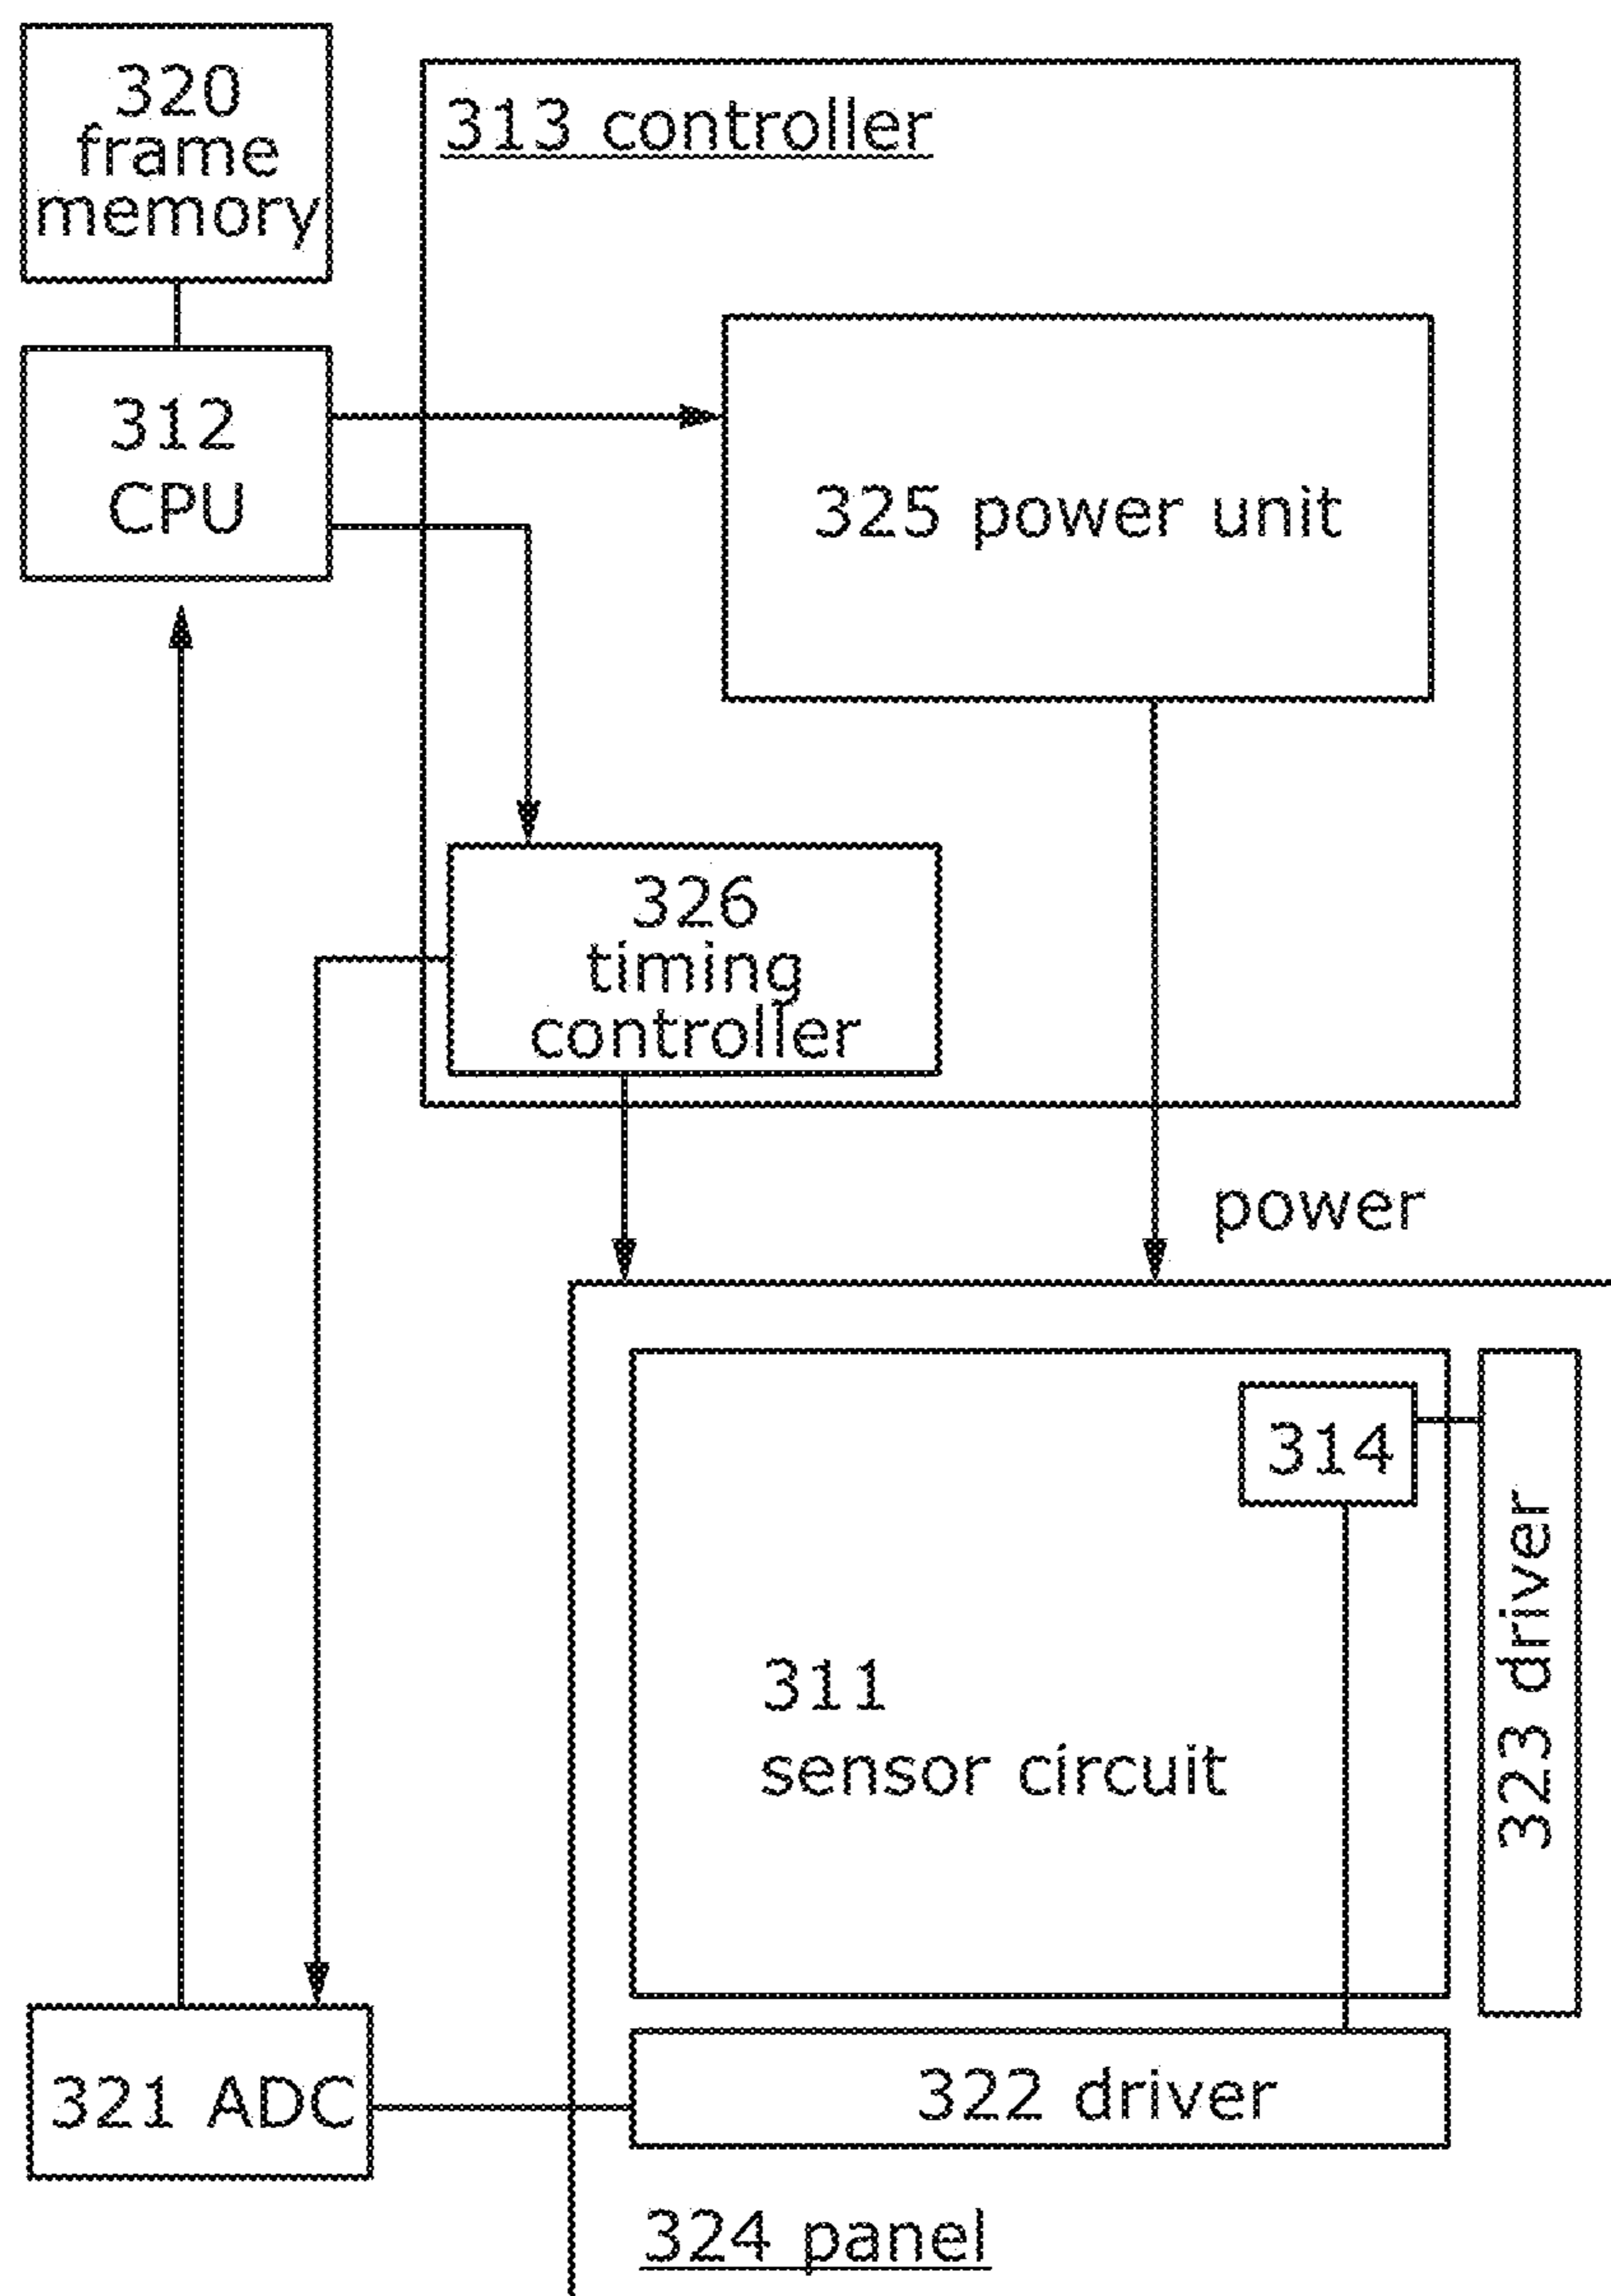 320
frame
memory
313 controller
312
CPU
325 power unit
326
timing
controller
power
314
311
sensor circuit
323 driver
321 ADC
322 driver
324 panel